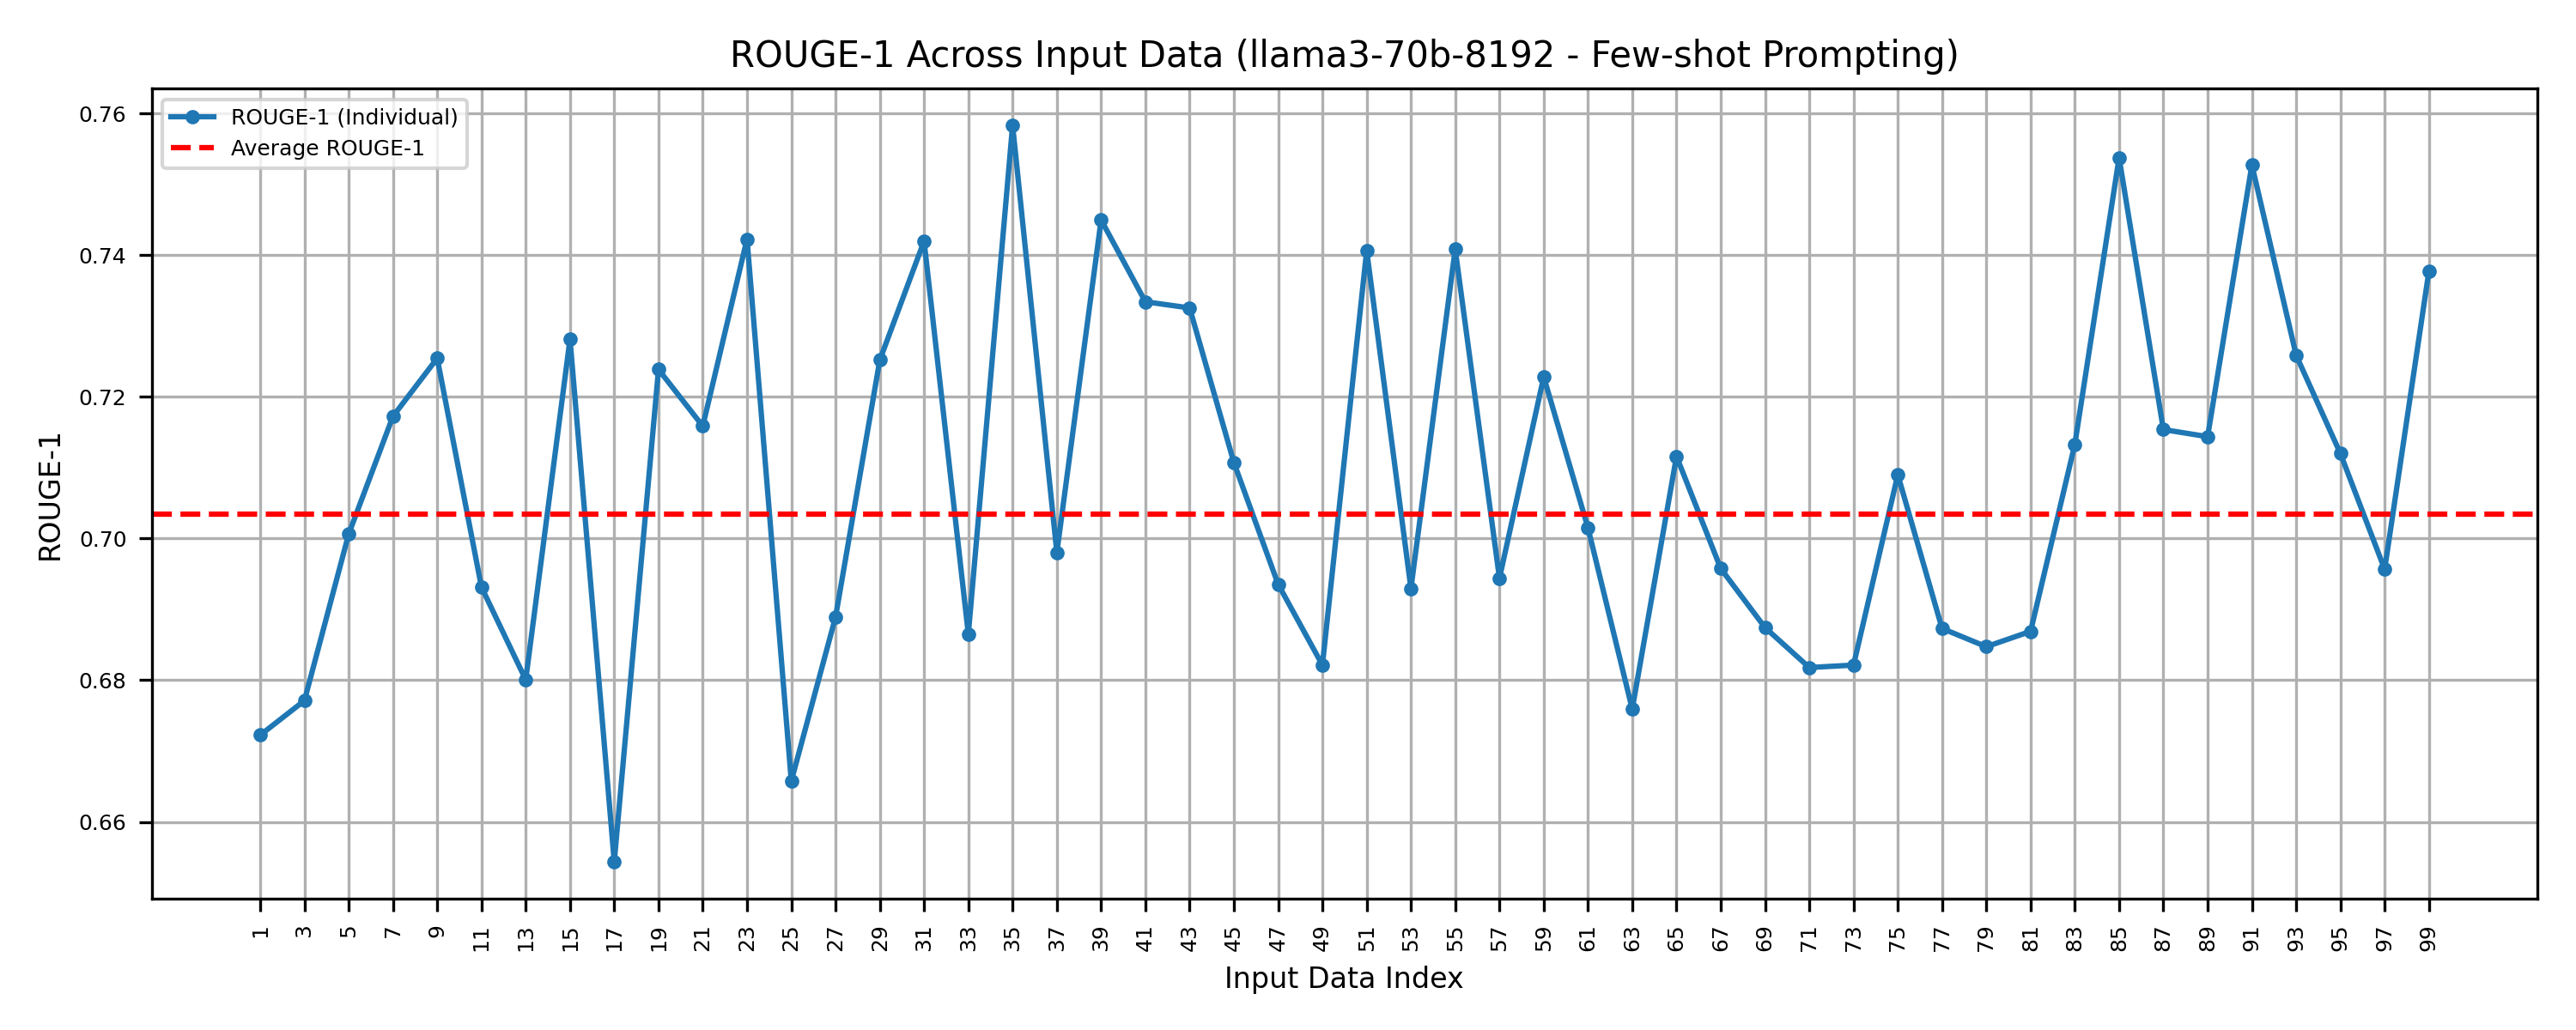 ROUGE-1 Across Input Data (llama3-70b-8192 - Few-shot Prompting)
ROUGE-1 (Individual)
Average ROUGE-1
0.76
0.74
0.72
0.70
0.68
0.66
ROUGE-1
1 3 5 7 9 11 13 15 17 19 21 23 25 27 29 31 33 35 37 39 41 43 45 47 49 51 53 55 57 59 61 63 65 67 69 71 73 75 77 79 81 83 85 87 89 91 93 95 97 99
Input Data Index